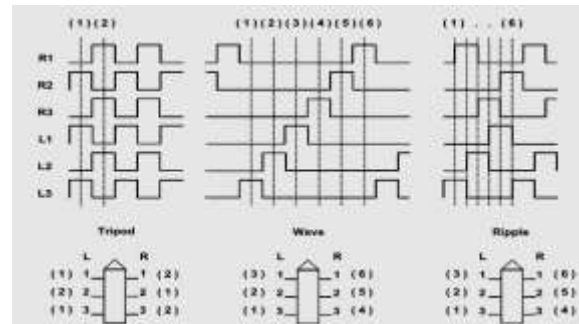 (1)(2) (1)(2)(3)(4)(5)(6) (1) . . (6)
R1
R2
R3
L1
L2
L3
Tripod Wave Ripple
L R L R L R
(1) 1 1 (2) (3) 1 1 (6) (3) 1 1 (6)
(2) 2 2 (1) (2) 2 2 (5) (2) 2 2 (5)
(1) 3 3 (2) (1) 3 3 (4) (1) 3 3 (4)